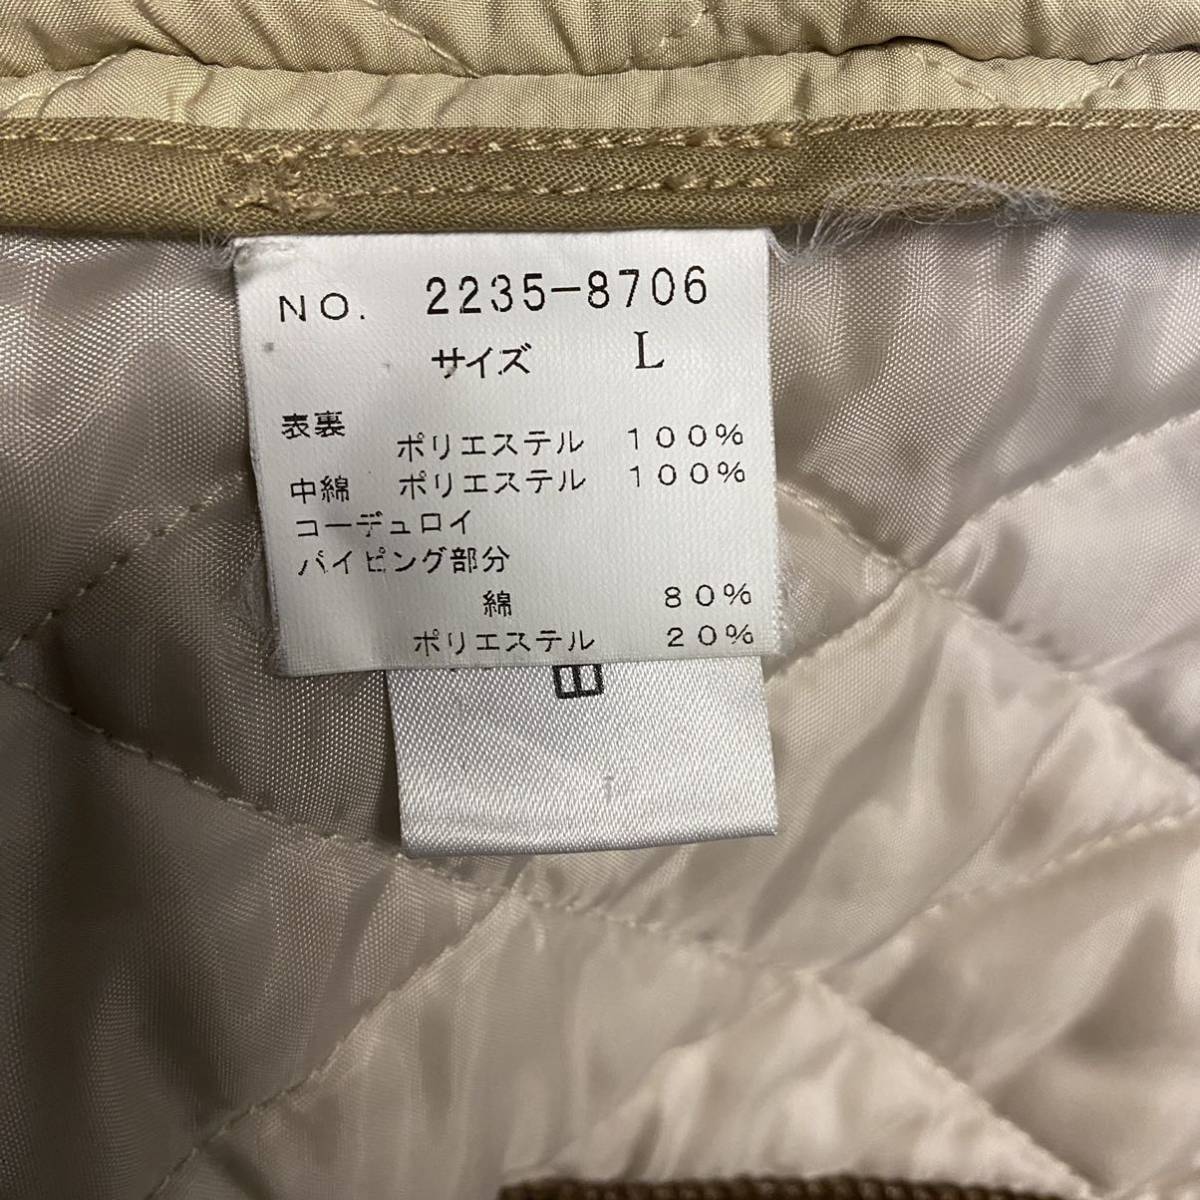 NO. 2235-8706
サイズ L
表裏
ポリエステル 100%
中綿 ポリエステル 100%
コーデュロイ
パイピング部分
綿 80%
ポリエステル 20%